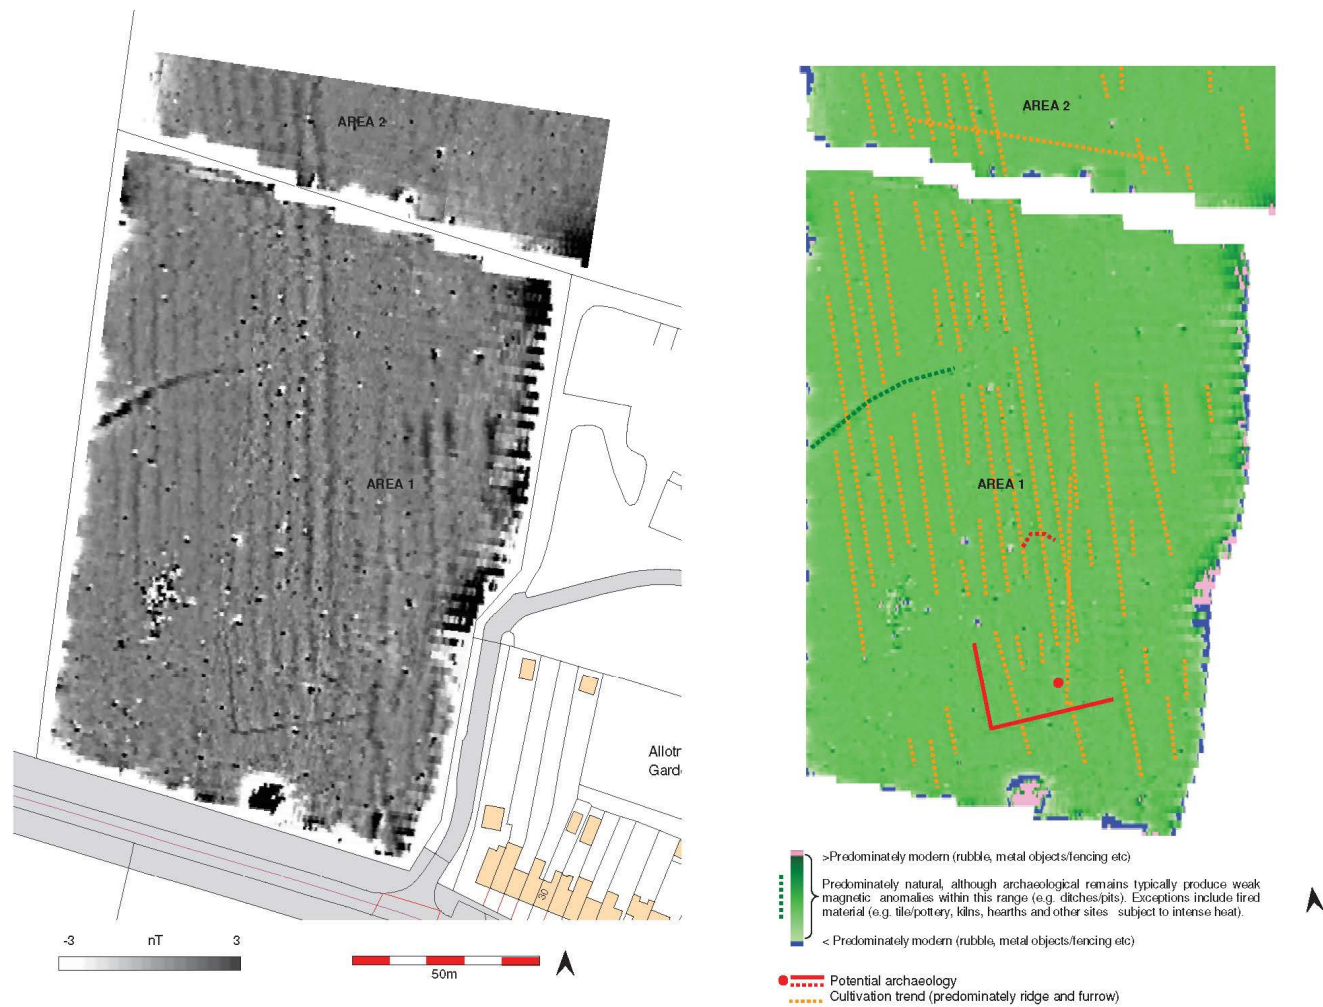 AREA 2
AREA 1
Allotr
Gard
30
-3 nT 3
50m
AREA 2
AREA 1
>Predominately modern (rubble, metal objects/fencing etc)
Predominately natural, although archaeological remains typically produce weak
magnetic anomalies within this range (e.g. ditches/pits). Exceptions include fired
material (e.g. tile/pottery, kilns, hearths and other sites subject to intense heat).
< Predominately modern (rubble, metal objects/fencing etc)
Potential archaeology
Cultivation trend (predominately ridge and furrow)